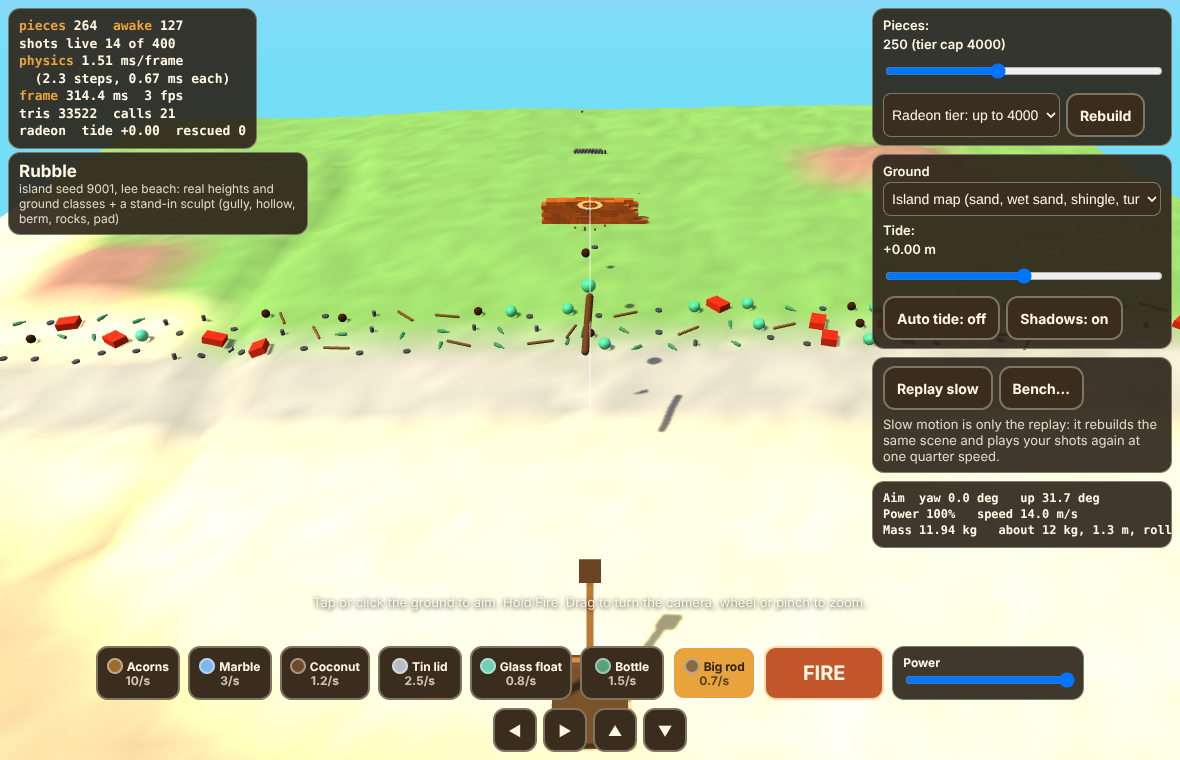 pieces 264 awake 127
shots live 14 of 400
physics 1.51 ms/frame
(2.3 steps, 0.67 ms each)
frame 314.4 ms 3 fps
tris 33522 calls 21
radeon tide +0.00 rescued 0
Rubble
island seed 9001, lee beach: real heights and
ground classes + a stand-in sculpt (gully, hollow,
berm, rocks, pad)
Pieces:
250 (tier cap 4000)
Radeon tier: up to 4000
Rebuild
Ground
Island map (sand, wet sand, shingle, tur
Tide:
+0.00 m
Auto tide: off
Shadows: on
Replay slow
Bench...
Slow motion is only the replay: it rebuilds the
same scene and plays your shots again at
one quarter speed.
Aim yaw 0.0 deg up 31.7 deg
Power 100% speed 14.0 m/s
Mass 11.94 kg about 12 kg, 1.3 m, roll
Tap or click the ground to aim. Hold Fire. Drag to turn the camera, wheel or pinch to zoom.
Acorns
10/s
Marble
3/s
Coconut
1.2/s
Tin lid
2.5/s
Glass float
0.8/s
Bottle
1.5/s
Big rod
0.7/s
FIRE
Power